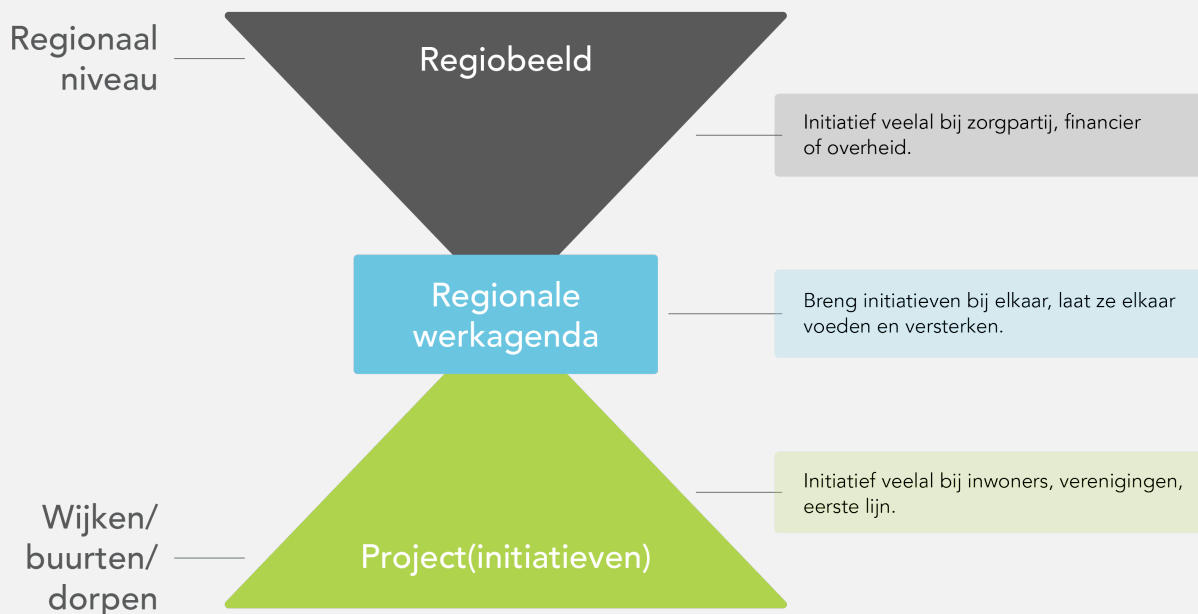 Regionaal
niveau
Regiobeeld
Initiatief veelal bij zorgpartij, financier
of overheid.
Regionale
werkagenda
Breng initiatieven bij elkaar, laat ze elkaar
voeden en versterken.
Initiatief veelal bij inwoners, verenigingen,
eerste lijn.
Wijken/
buurten/
dorpen
Project(initiatieven)